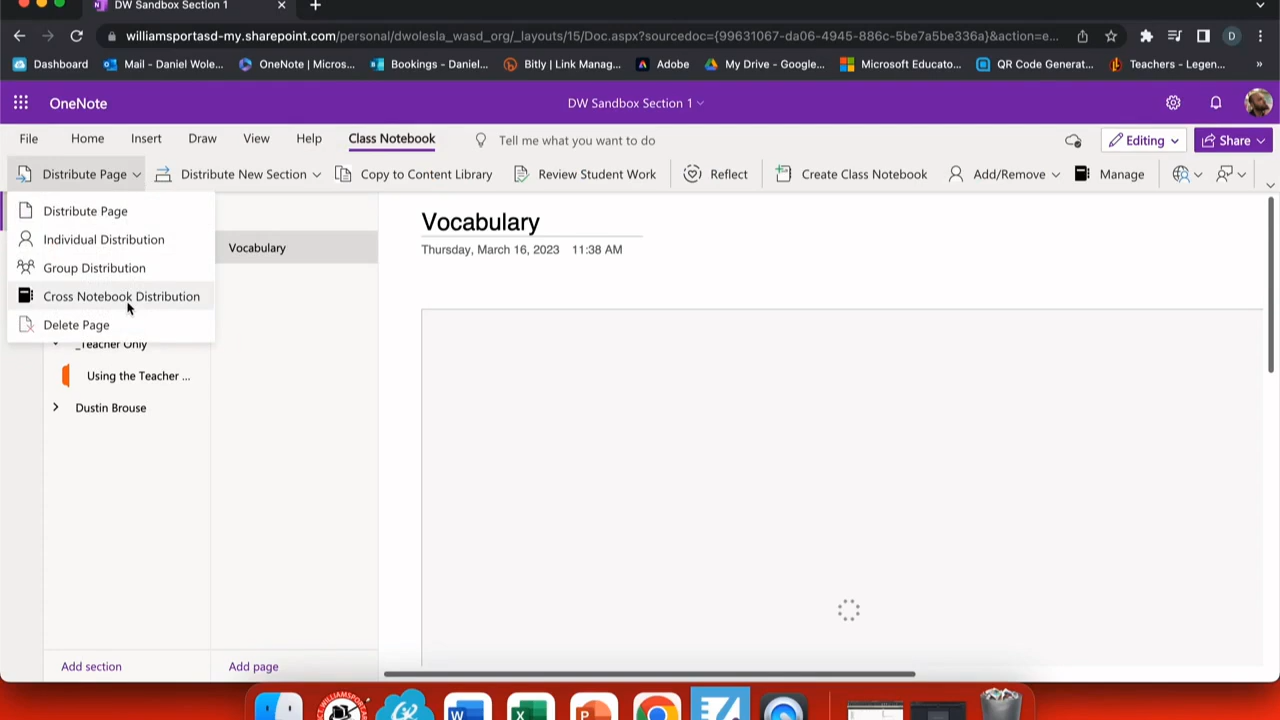 DW Sandbox Section 1
williamsportasd-my.sharepoint.com/personal/dwolesla_wasd_org/_layouts/15/Doc.aspx?sourcedoc={99631067-da06-4945-886c-5be7a5be336a}&action=e...
D
Dashboard Mail - Daniel Wole... OneNote | Micros... Bookings - Daniel... Bitly | Link Manag... Adobe My Drive - Google... Microsoft Educato... QR Code Generat... Teachers - Legen... »
OneNote DW Sandbox Section 1
File Home Insert Draw View Help Class Notebook Tell me what you want to do Editing Share
Distribute Page Distribute New Section Copy to Content Library Review Student Work Reflect Create Class Notebook Add/Remove Manage
Distribute Page
Individual Distribution
Group Distribution
Cross Notebook Distribution
Delete Page
_Teacher Only
Using the Teacher ...
Dustin Brouse
Add section
Vocabulary
Add page
Vocabulary
Thursday, March 16, 2023 11:38 AM
W X P